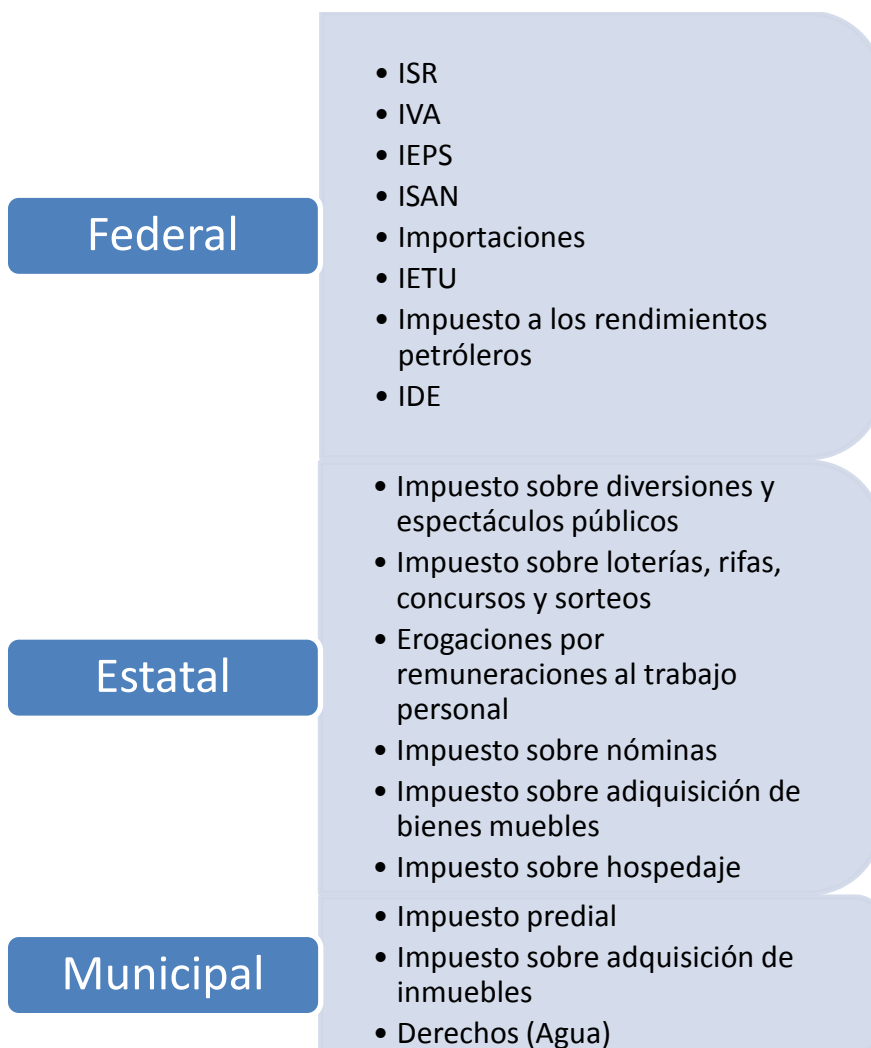 Federal
• ISR
• IVA
• IEPS
• ISAN
• Importaciones
• IETU
• Impuesto a los rendimientos
petróleros
• IDE
Estatal
• Impuesto sobre diversiones y
espectáculos públicos
• Impuesto sobre loterías, rifas,
concursos y sorteos
• Erogaciones por
remuneraciones al trabajo
personal
• Impuesto sobre nóminas
• Impuesto sobre adiquisición de
bienes muebles
• Impuesto sobre hospedaje
Municipal
• Impuesto predial
• Impuesto sobre adquisición de
inmuebles
• Derechos (Agua)